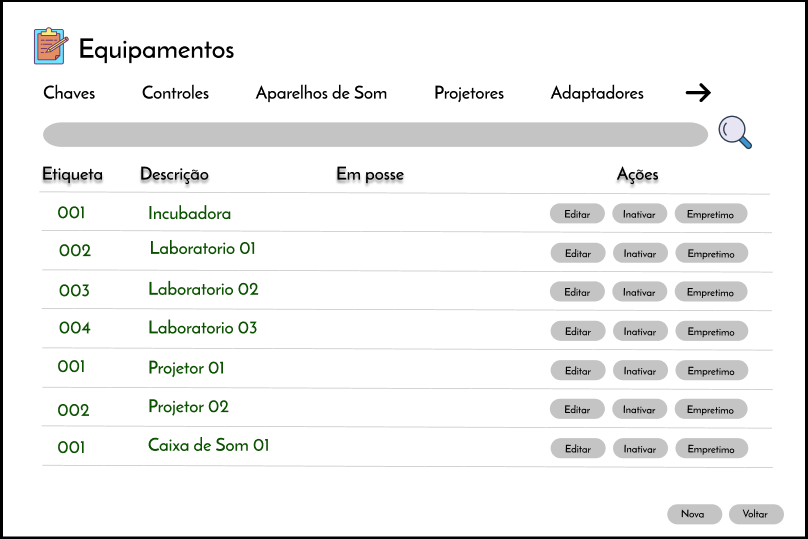 Equipamentos
Chaves Controles Aparelhos de Som Projetores Adaptadores
Etiqueta Descrição Em posse Ações
001 Incubadora Editar Inativar Empretimo
002 Laboratorio 01 Editar Inativar Empretimo
003 Laboratorio 02 Editar Inativar Empretimo
004 Laboratorio 03 Editar Inativar Empretimo
001 Projetor 01 Editar Inativar Empretimo
002 Projetor 02 Editar Inativar Empretimo
001 Caixa de Som 01 Editar Inativar Empretimo
Nova Voltar